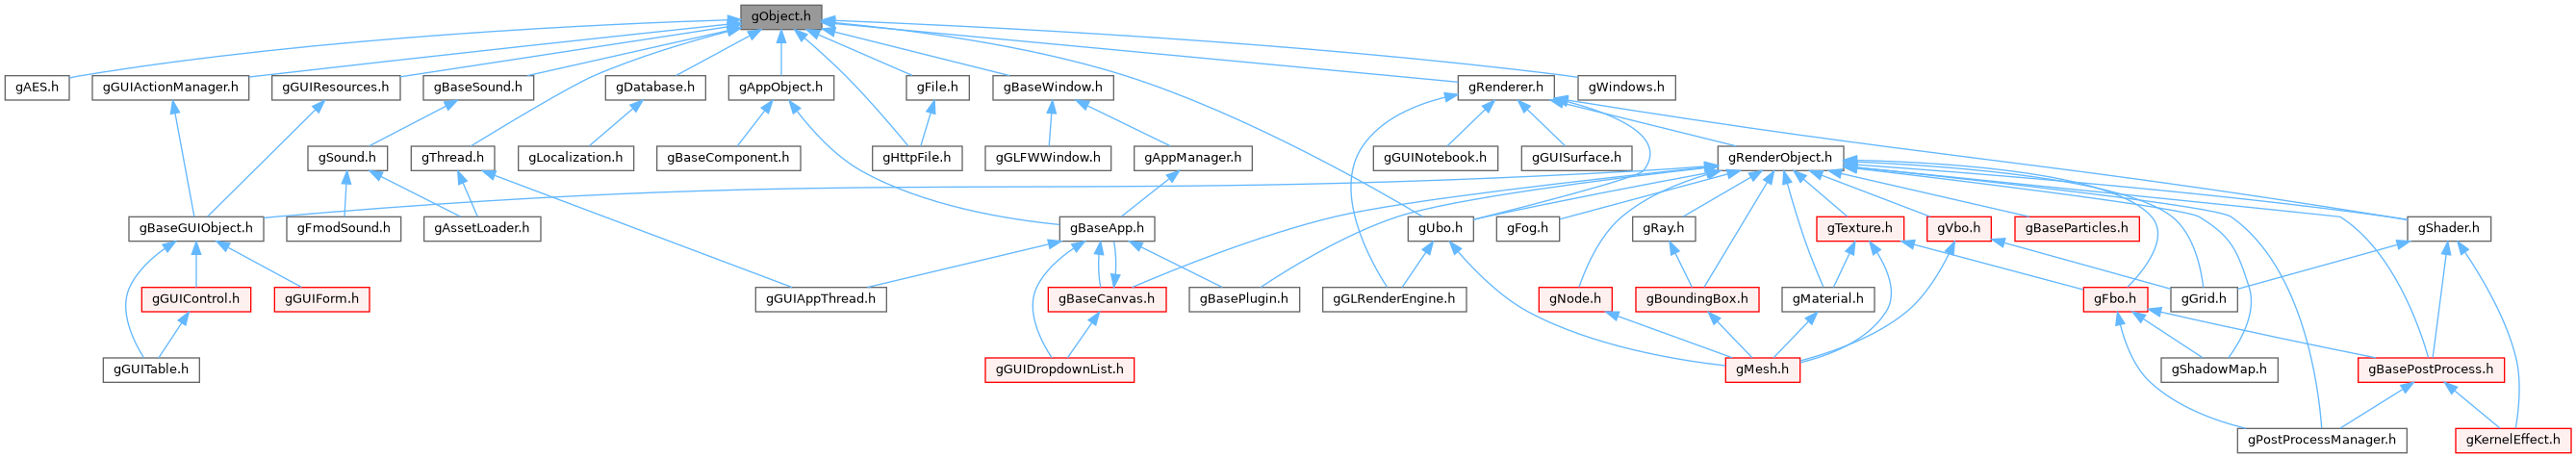 gObject.h
gAES.h
gGUIActionManager.h
gGUIResources.h
gBaseSound.h
gDatabase.h
gAppObject.h
gFile.h
gBaseWindow.h
gRenderer.h
gWindows.h
gSound.h
gThread.h
gLocalization.h
gBaseComponent.h
gHttpFile.h
gGLFWWindow.h
gAppManager.h
gGUINotebook.h
gGUISurface.h
gRenderObject.h
gBaseGUIObject.h
gFmodSound.h
gAssetLoader.h
gBaseApp.h
gUbo.h
gFog.h
gRay.h
gTexture.h
gVbo.h
gBaseParticles.h
gShader.h
gGUIControl.h
gGUIForm.h
gGUIAppThread.h
gBaseCanvas.h
gBasePlugin.h
gGLRenderEngine.h
gNode.h
gBoundingBox.h
gMaterial.h
gFbo.h
gGrid.h
gGUITable.h
gGUIDropdownList.h
gMesh.h
gShadowMap.h
gBasePostProcess.h
gPostProcessManager.h
gKernelEffect.h